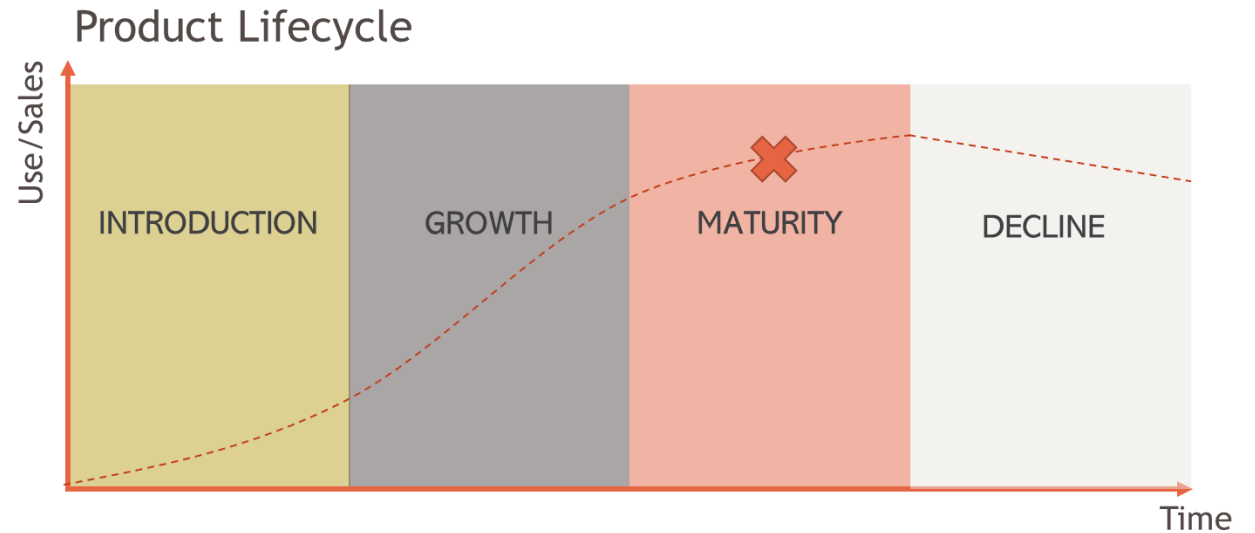 Product Lifecycle
Use/Sales
INTRODUCTION
GROWTH
MATURITY
DECLINE
Time